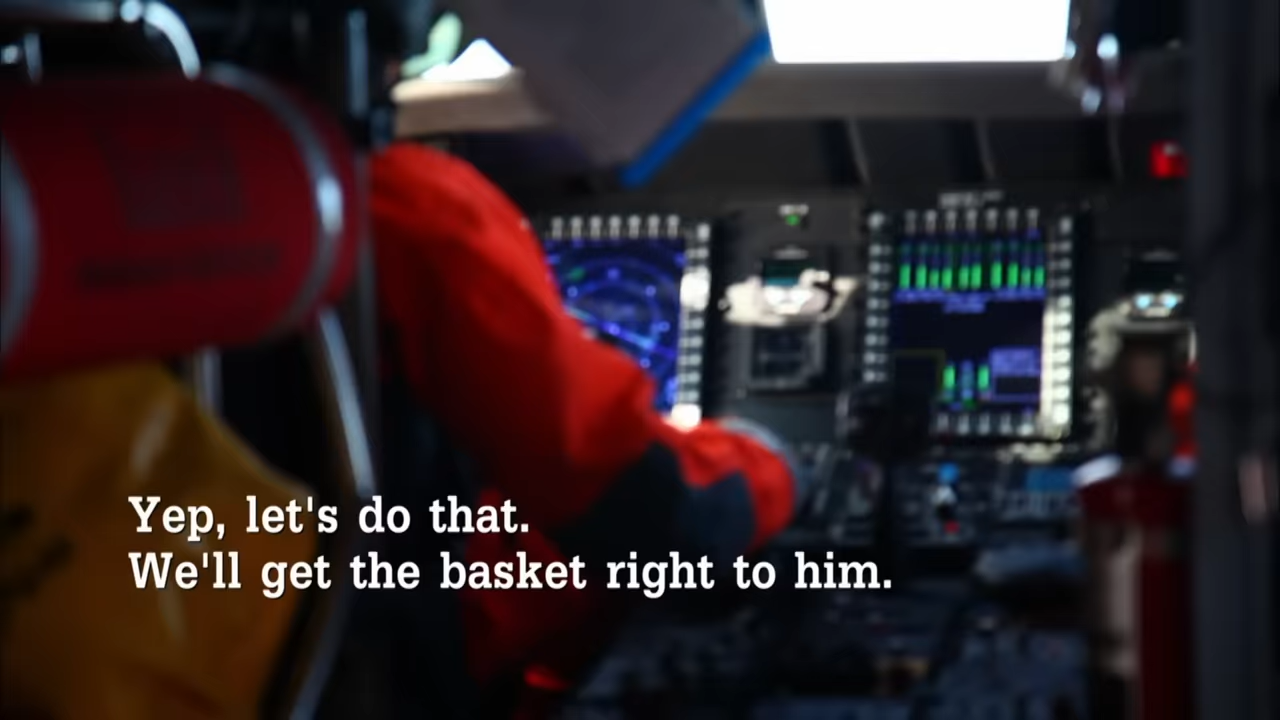 Yep, let's do that.
We'll get the basket right to him.